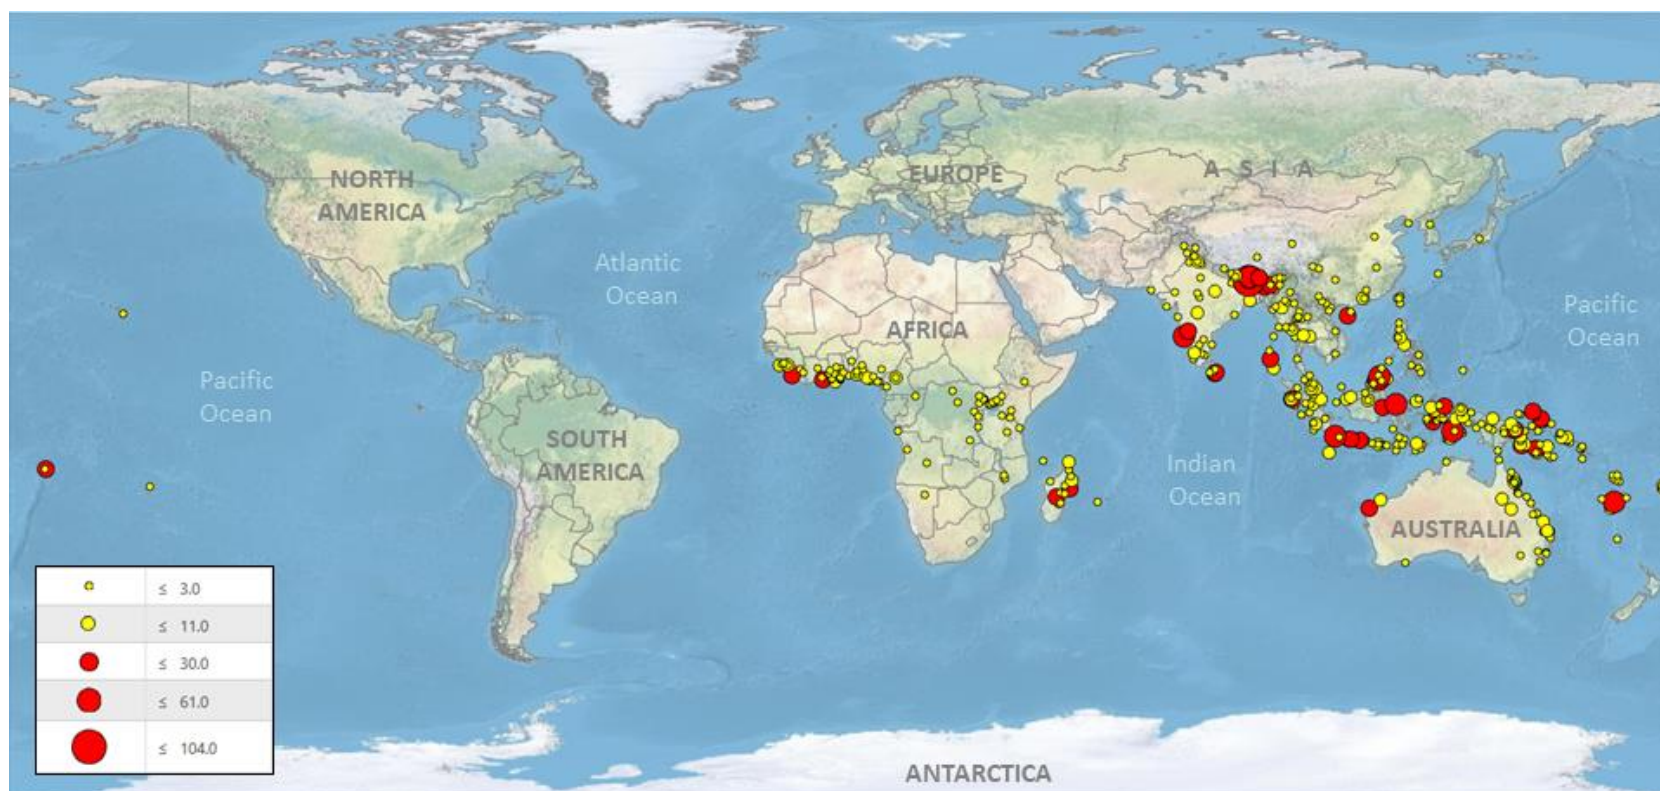 NORTH
AMERICA
EUROPE
A S I A
Atlantic
Ocean
Pacific
Ocean
AFRICA
Pacific
Ocean
SOUTH
AMERICA
Indian
Ocean
AUSTRALIA
≤ 3.0
≤ 11.0
≤ 30.0
≤ 61.0
≤ 104.0
ANTARCTICA